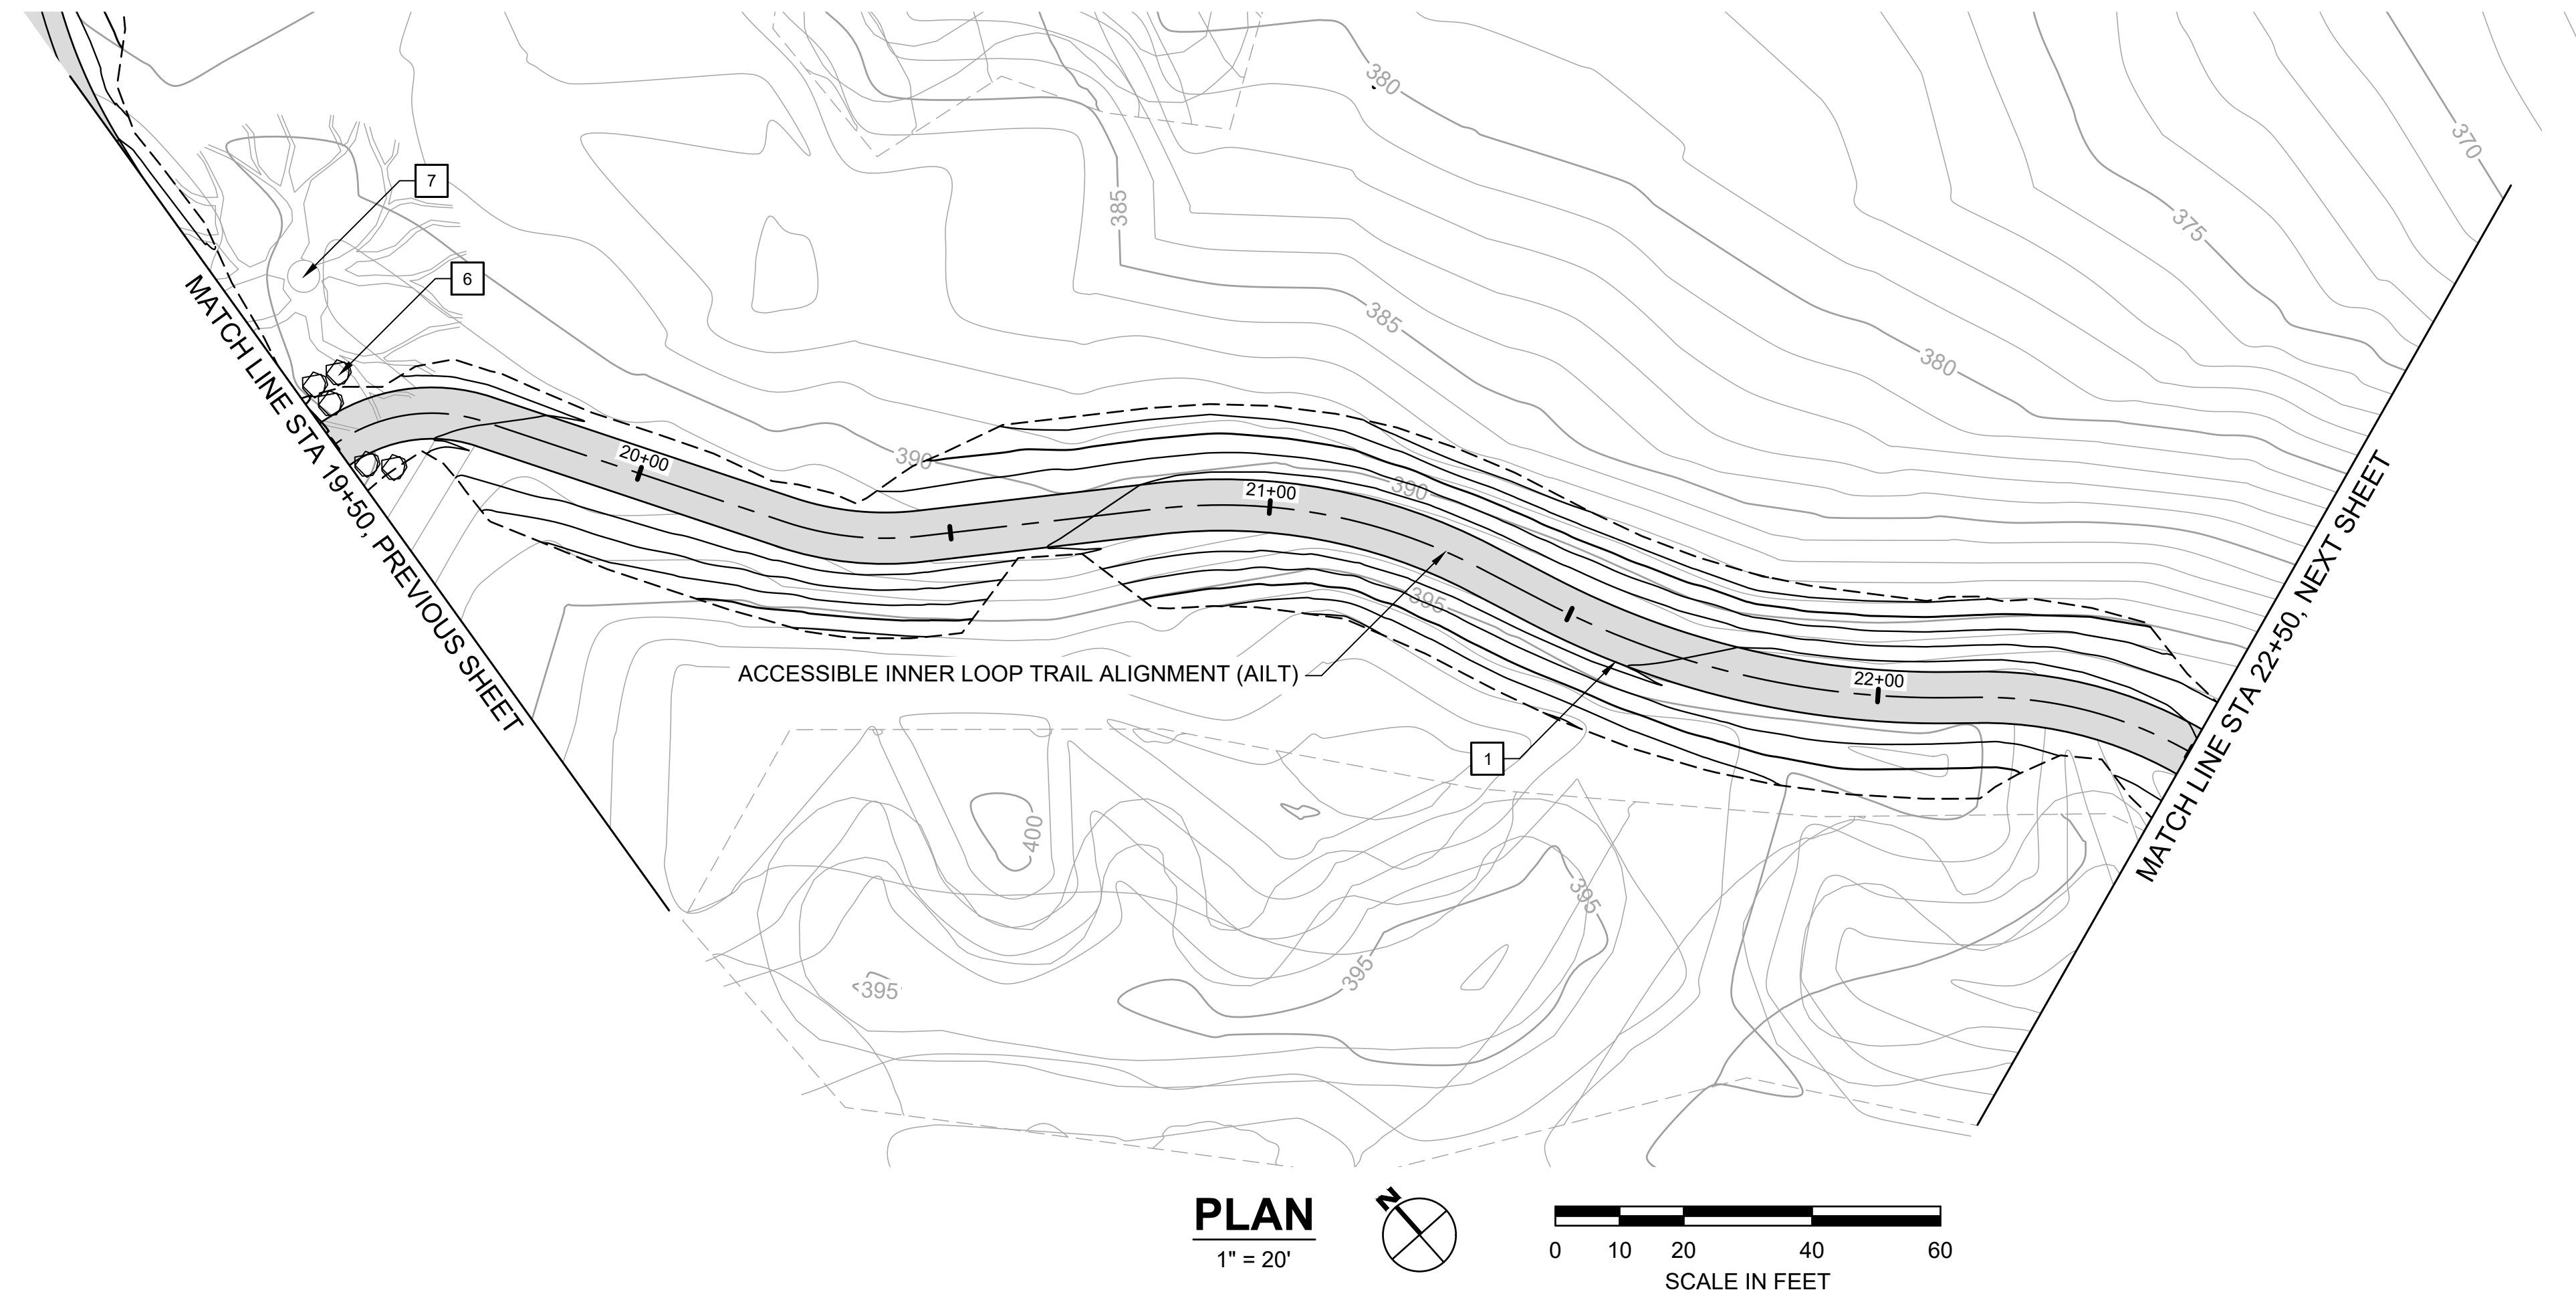 380
370
7
385
375
6
385
380
MATCH LINE STA 19+50, PREVIOUS SHEET
20+00
390
390
21+00
395
MATCH LINE STA 22+50, NEXT SHEET
ACCESSIBLE INNER LOOP TRAIL ALIGNMENT (AILT)
22+00
1
400
395
395
395
PLAN
1" = 20'
N
0 10 20 40 60
SCALE IN FEET